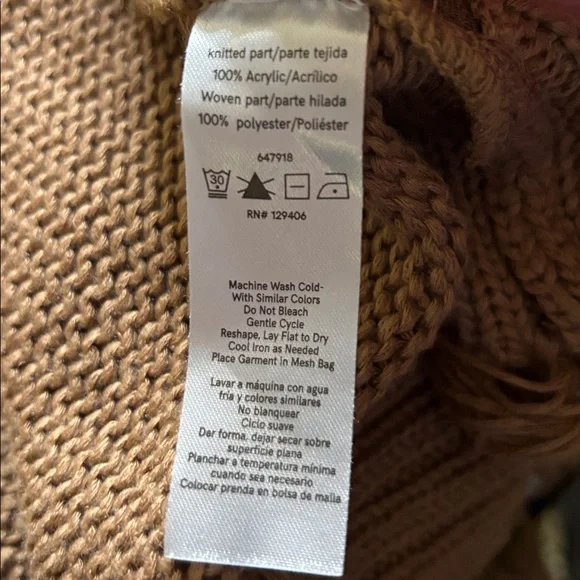 knitted part/parte tejida
100% Acrylic/Acrílico
Woven part/parte hilada
100% polyester/Poliéster
647918
30
RN# 129406
Machine Wash Cold-
With Similar Colors
Do Not Bleach
Gentle Cycle
Reshape, Lay Flat to Dry
Cool Iron as Needed
Place Garment in Mesh Bag
Lavar a máquina con agua
fría y colores similares
No blanquear
Ciclo suave
Dar forma, dejar secar sobre
superficie plana
Planchar a temperatura mínima
cuando sea necesario
Colocar prenda en bolsa de malla